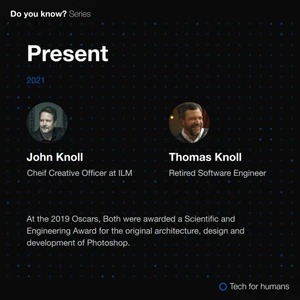 Do you know? Series
Present
2021
John Knoll
Cheif Creative Officer at ILM
Thomas Knoll
Retired Software Engineer
At the 2019 Oscars, Both were awarded a Scientific and
Engineering Award for the original architecture, design and
development of Photoshop.
Tech for humans